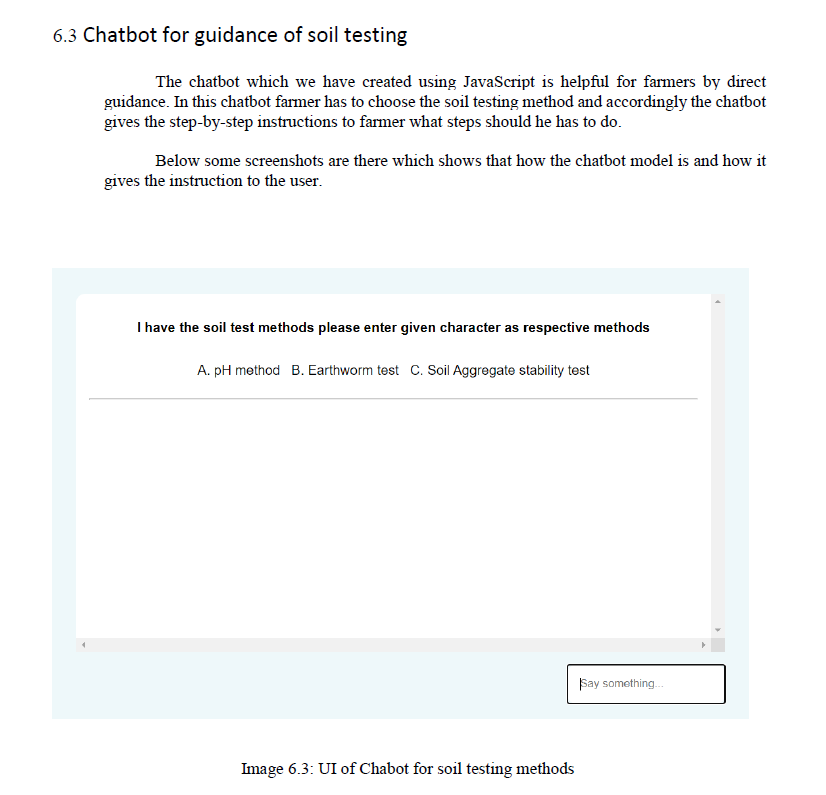 6.3 Chatbot for guidance of soil testing
The chatbot which we have created using JavaScript is helpful for farmers by direct
guidance. In this chatbot farmer has to choose the soil testing method and accordingly the chatbot
gives the step-by-step instructions to farmer what steps should he has to do.
Below some screenshots are there which shows that how the chatbot model is and how it
gives the instruction to the user.
I have the soil test methods please enter given character as respective methods
A. pH method B. Earthworm test C. Soil Aggregate stability test
Say something...
Image 6.3: UI of Chabot for soil testing methods